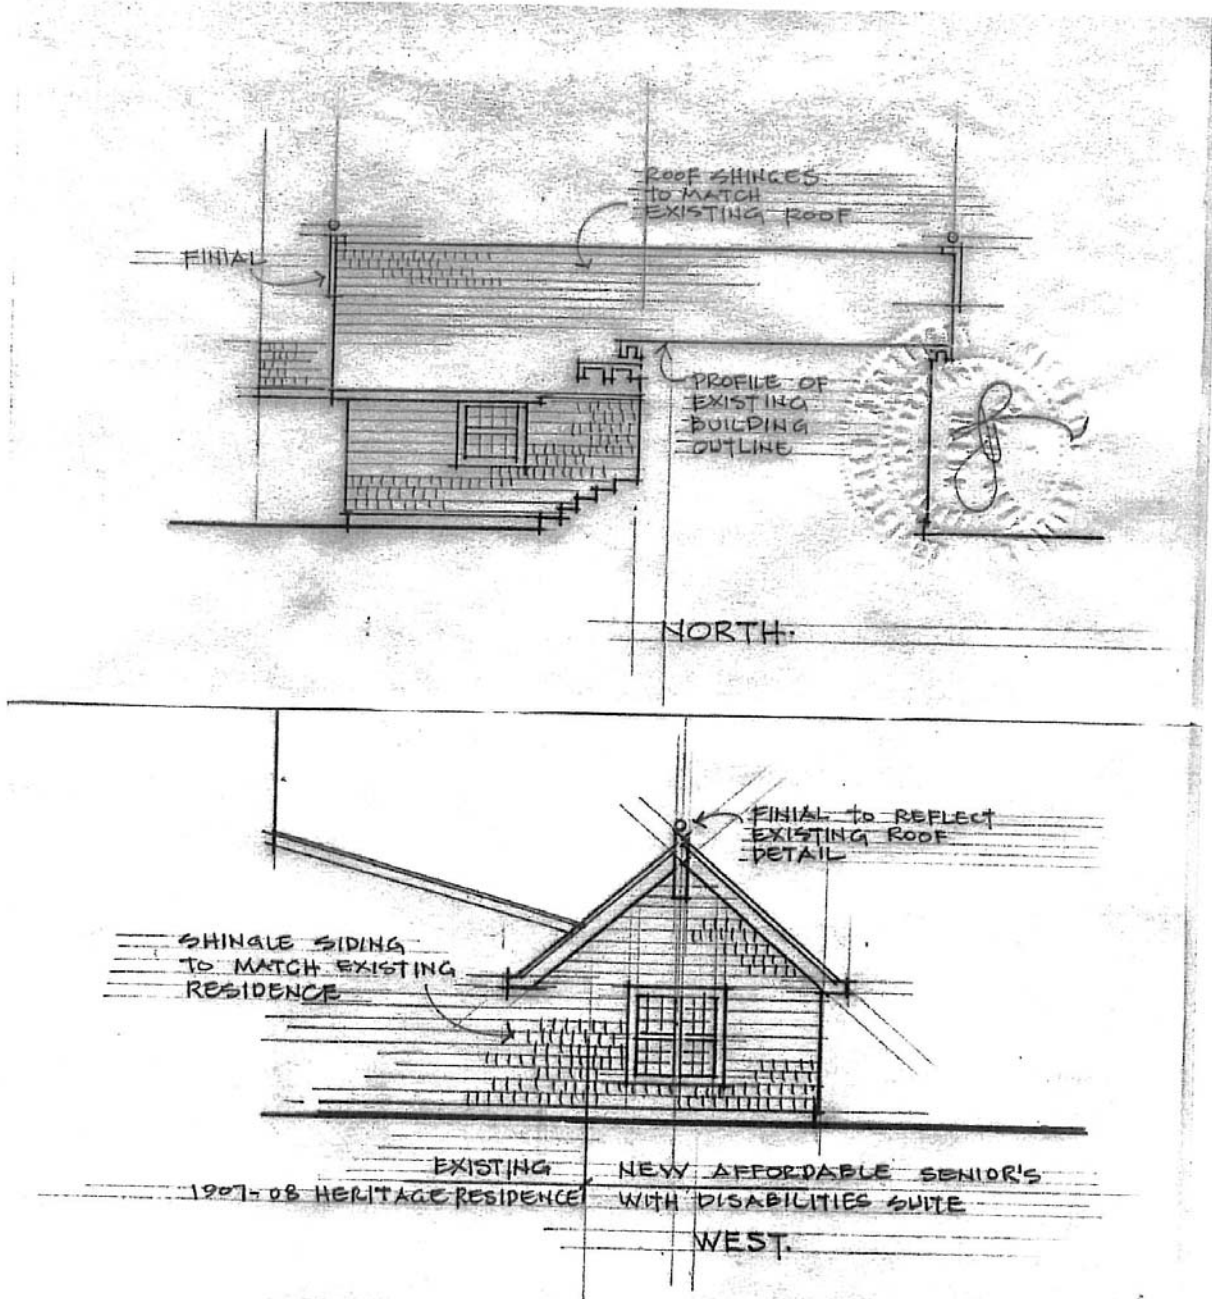 ROOF SHINGES
TO MATCH
EXISTING ROOF
FINIAL
PROFILE OF
EXISTING
BUILDING
OUTLINE
NORTH.
FINIAL TO REFLECT
EXISTING ROOF
DETAIL
SHINGLE SIDING
TO MATCH EXISTING
RESIDENCE
EXISTING
1907-08 HERITAGE RESIDENCE
NEW AFFORDABLE SENIOR'S
WITH DISABILITIES SUITE
WEST.